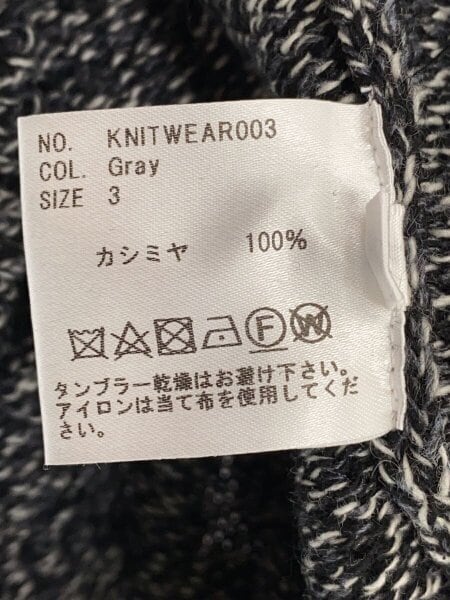 NO. KNITWEAR003
COL. Gray
SIZE 3
カシミヤ 100%
F W
タンブラー乾燥はお避け下さい。
アイロンは当て布を使用してくだ
さい。